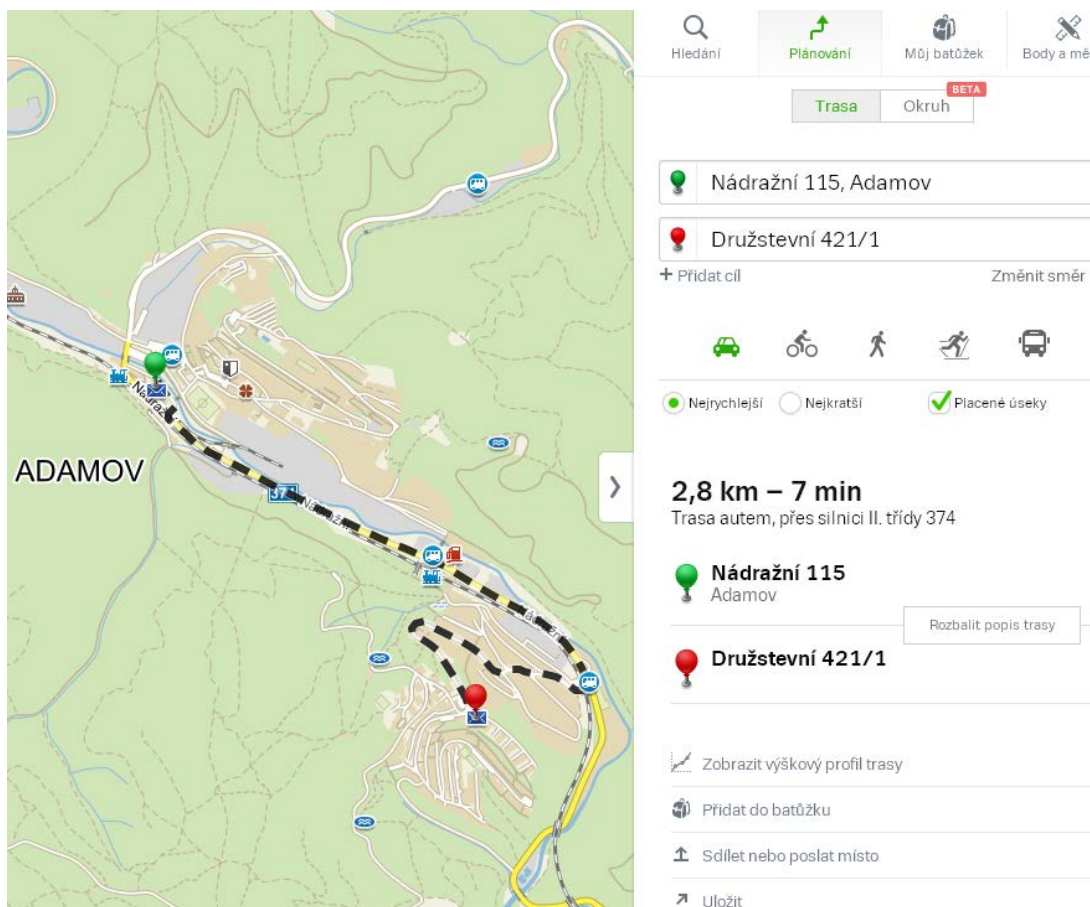 Hledání
Plánování
Můj batůžek
Body a mě
BETA
Trasa
Okruh
Nádražní 115, Adamov
Družstevní 421/1
+ Přidat cíl
Změnit směr
Nejrychlejší
Nejkratší
Placené úseky
2,8 km – 7 min
Trasa autem, přes silnici II. třídy 374
Nádražní 115
Adamov
Rozbalit popis trasy
Družstevní 421/1
Zobrazit výškový profil trasy
Přidat do batůžku
Sdílet nebo poslat místo
Uložit
ADAMOV
374